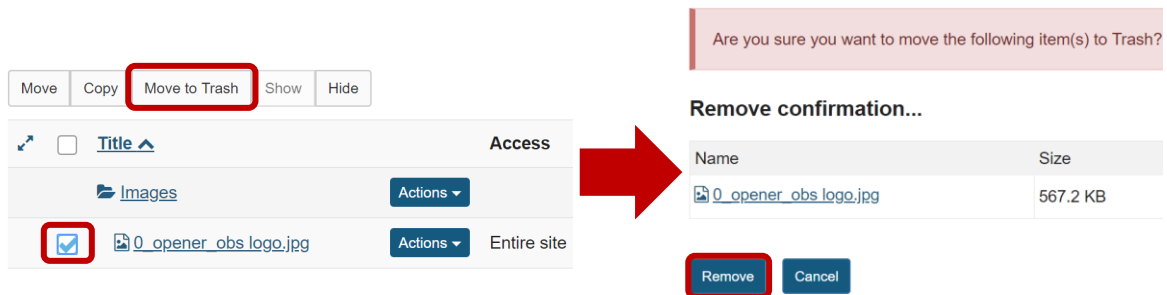 Move Copy Move to Trash Show Hide
Title Access
Images Actions
0_opener_obs logo.jpg Actions Entire site
Are you sure you want to move the following item(s) to Trash?
Remove confirmation...
Name Size
0_opener_obs logo.jpg 567.2 KB
Remove Cancel